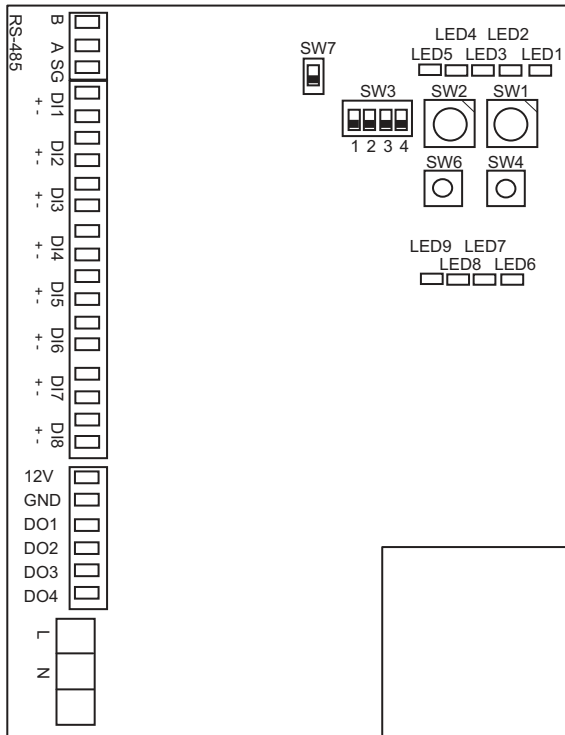 RS-485
B
A
SG
DI1
+ -
DI2
+ -
DI3
+ -
DI4
+ -
DI5
+ -
DI6
+ -
DI7
+ -
DI8
+ -
12V
GND
DO1
DO2
DO3
DO4
L
N
SW7
SW3
1 2 3 4
LED4 LED2
LED5 LED3 LED1
SW2 SW1
SW6 SW4
LED9 LED7
LED8 LED6